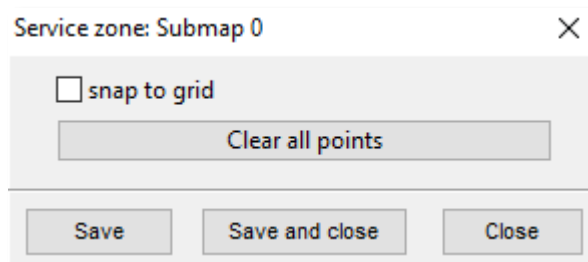 Service zone: Submap 0
snap to grid
Clear all points
Save Save and close Close